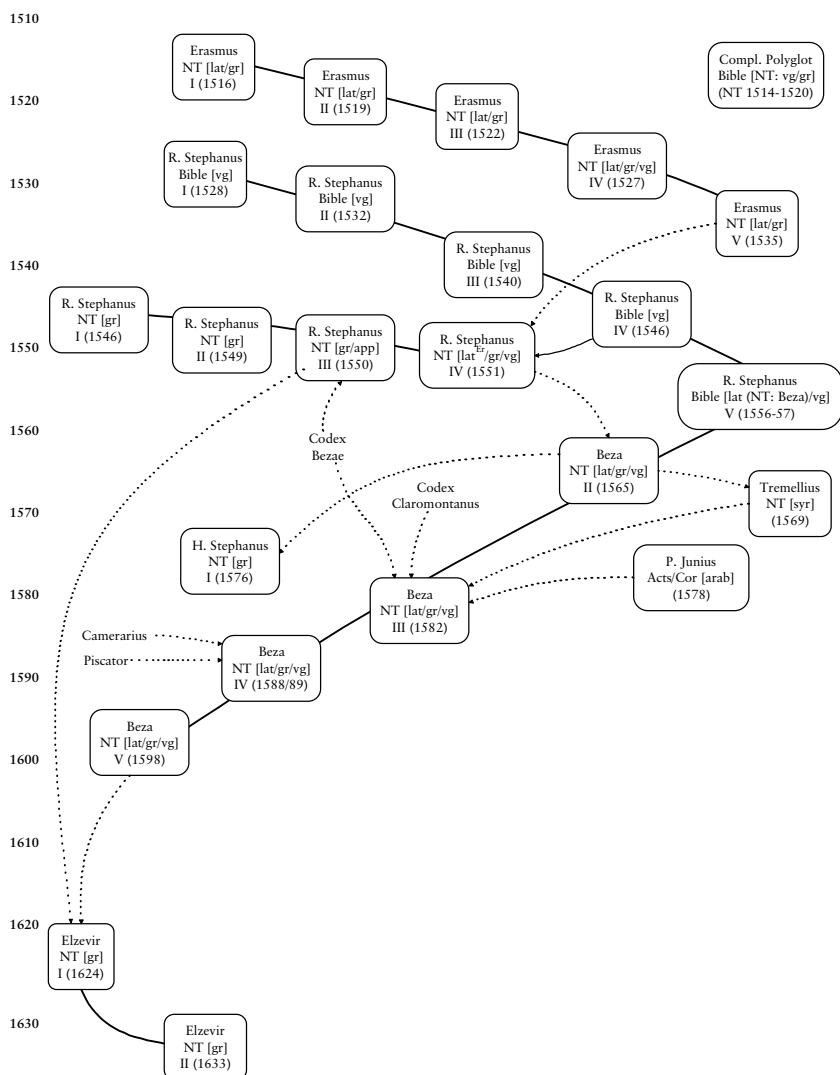 1510
Erasmus
NT [lat/gr]
I (1516)
Erasmus
NT [lat/gr]
II (1519)
Erasmus
NT [lat/gr]
III (1522)
Erasmus
NT [lat/gr/vg]
IV (1527)
Erasmus
NT [lat/gr]
V (1535)
Compl. Polyglot
Bible [NT: vg/gr]
(NT 1514-1520)
1520
R. Stephanus
Bible [vg]
I (1528)
R. Stephanus
Bible [vg]
II (1532)
R. Stephanus
Bible [vg]
III (1540)
R. Stephanus
Bible [vg]
IV (1546)
R. Stephanus
Bible [lat (NT: Beza)/vg]
V (1556-57)
1530
1540
R. Stephanus
NT [gr]
I (1546)
R. Stephanus
NT [gr]
II (1549)
R. Stephanus
NT [gr/app]
III (1550)
R. Stephanus
NT [latEr/gr/vg]
IV (1551)
1550
1560
Codex
Bezae
Beza
NT [lat/gr/vg]
II (1565)
Codex
Claromontanus
Tremellius
NT [syr]
(1569)
1570
H. Stephanus
NT [gr]
I (1576)
P. Junius
Acts/Cor [arab]
(1578)
1580
Beza
NT [lat/gr/vg]
III (1582)
Camerarius
Piscator
Beza
NT [lat/gr/vg]
IV (1588/89)
1590
Beza
NT [lat/gr/vg]
V (1598)
1600
1610
1620
Elzevir
NT [gr]
I (1624)
1630
Elzevir
NT [gr]
II (1633)